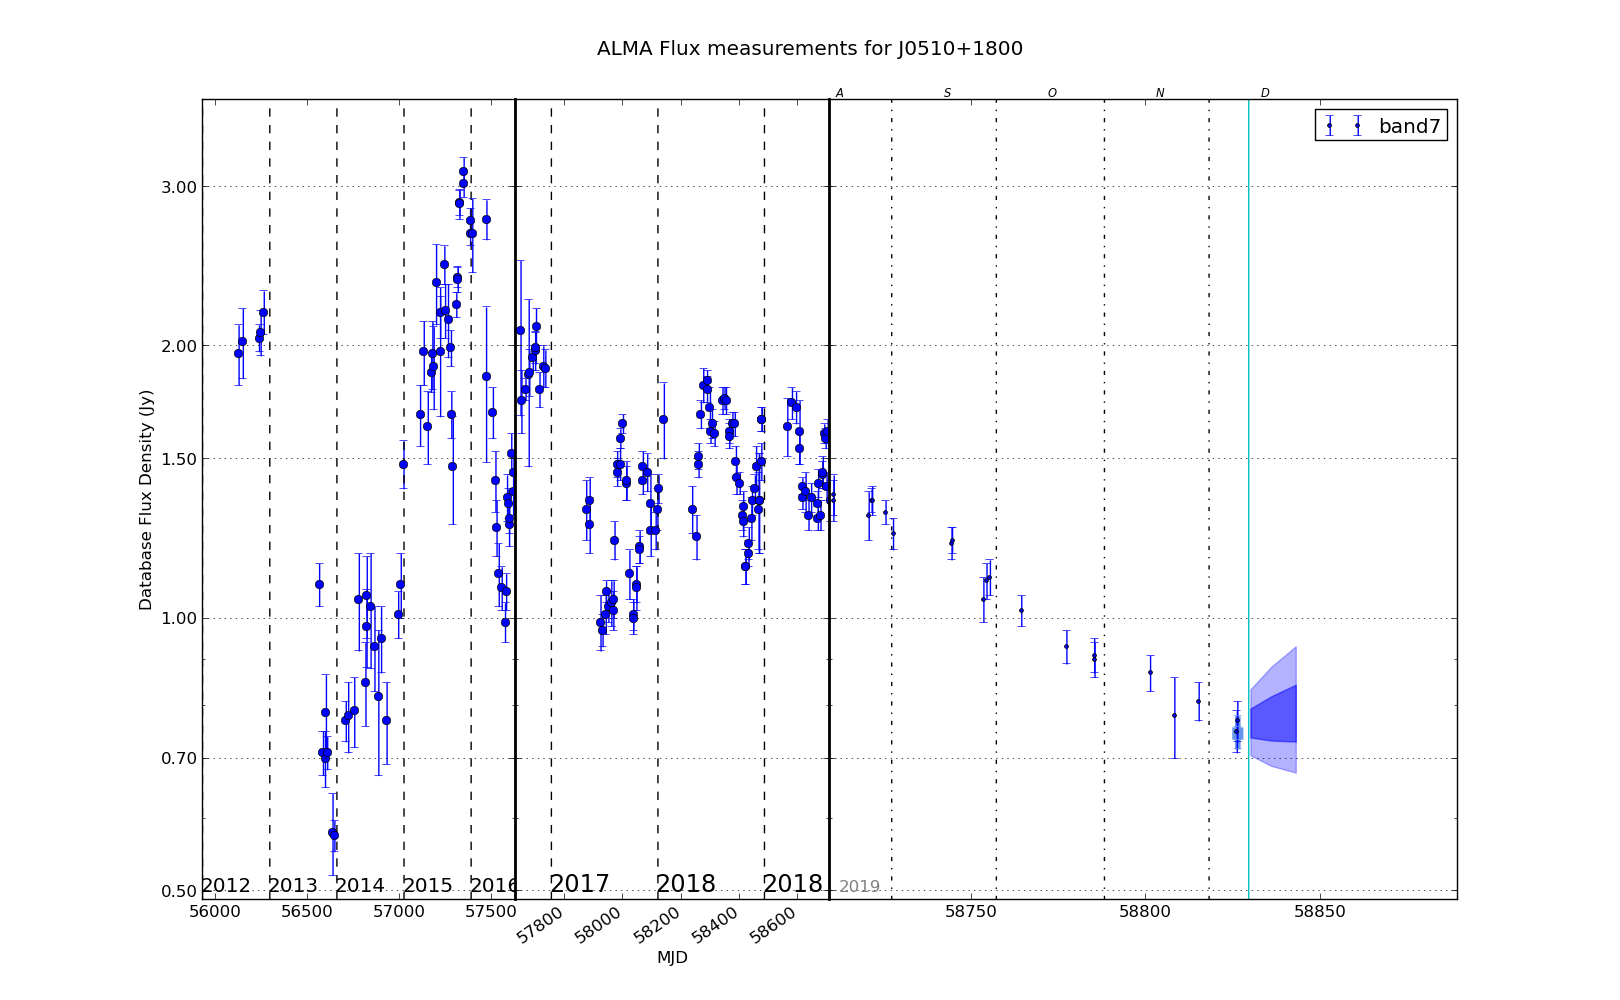 ALMA Flux measurements for J0510+1800
A S O N D
band7
3.00
2.00
1.50
1.00
0.70
0.50
Database Flux Density (Jy)
2012 2013 2014 2015 2016 2017 2018 2018 2019
56000 56500 57000 57500 57800 58000 58200 58400 58600 58750 58800 58850
MJD